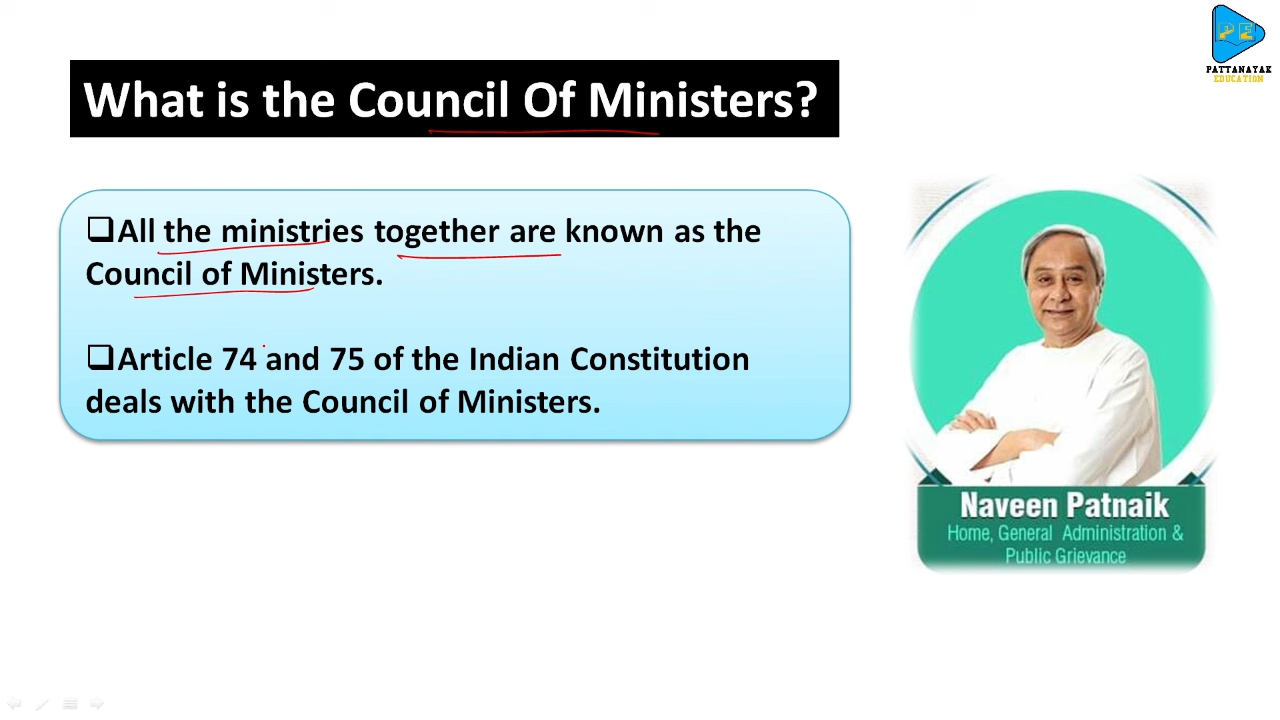 PE
PATTANAYAK
EDUCATION
What is the Council Of Ministers?
All the ministries together are known as the
Council of Ministers.
Article 74 and 75 of the Indian Constitution
deals with the Council of Ministers.
Naveen Patnaik
Home, General Administration &
Public Grievance